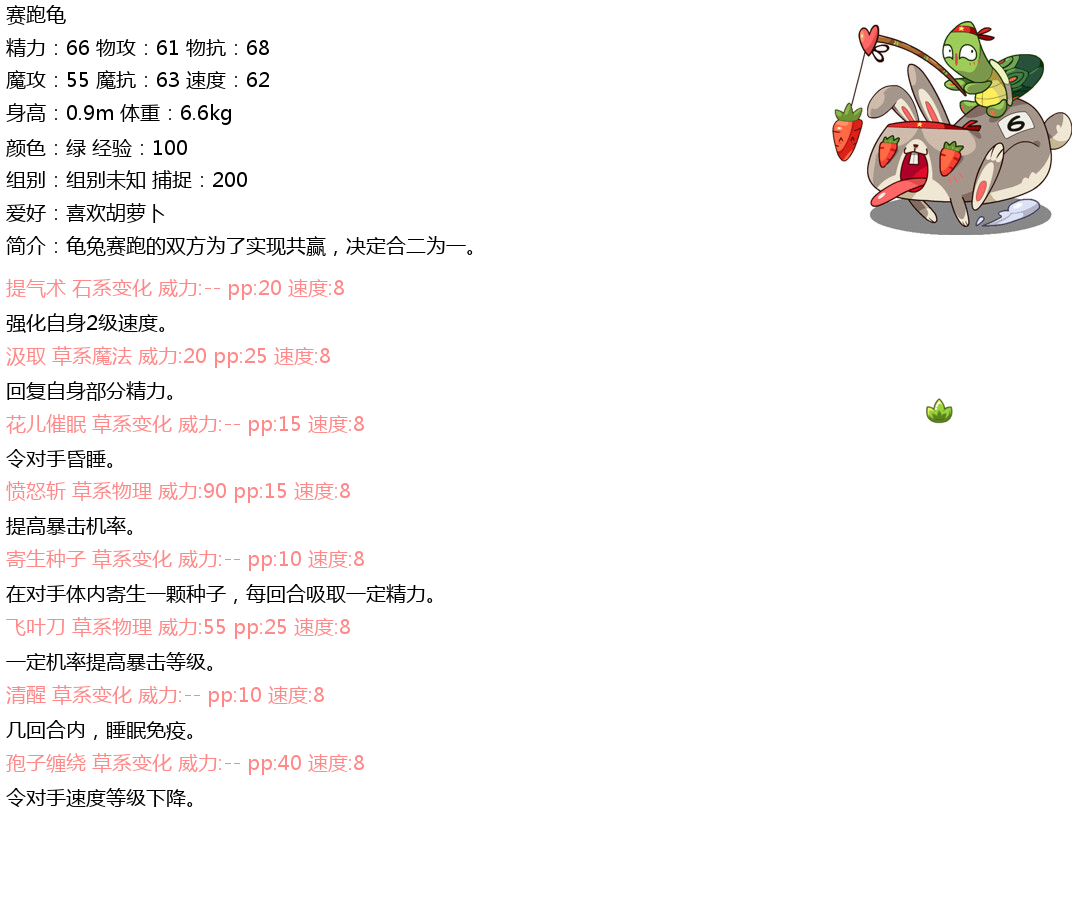 赛跑龟
精力：66 物攻：61 物抗：68
魔攻：55 魔抗：63 速度：62
身高：0.9m 体重：6.6kg
颜色：绿 经验：100
组别：组别未知 捕捉：200
爱好：喜欢胡萝卜
简介：龟兔赛跑的双方为了实现共赢，决定合二为一。
6
提气术 石系变化 威力:-- pp:20 速度:8
强化自身2级速度。
汲取 草系魔法 威力:20 pp:25 速度:8
回复自身部分精力。
花儿催眠 草系变化 威力:-- pp:15 速度:8
令对手昏睡。
愤怒斩 草系物理 威力:90 pp:15 速度:8
提高暴击机率。
寄生种子 草系变化 威力:-- pp:10 速度:8
在对手体内寄生一颗种子，每回合吸取一定精力。
飞叶刀 草系物理 威力:55 pp:25 速度:8
一定机率提高暴击等级。
清醒 草系变化 威力:-- pp:10 速度:8
几回合内，睡眠免疫。
孢子缠绕 草系变化 威力:-- pp:40 速度:8
令对手速度等级下降。